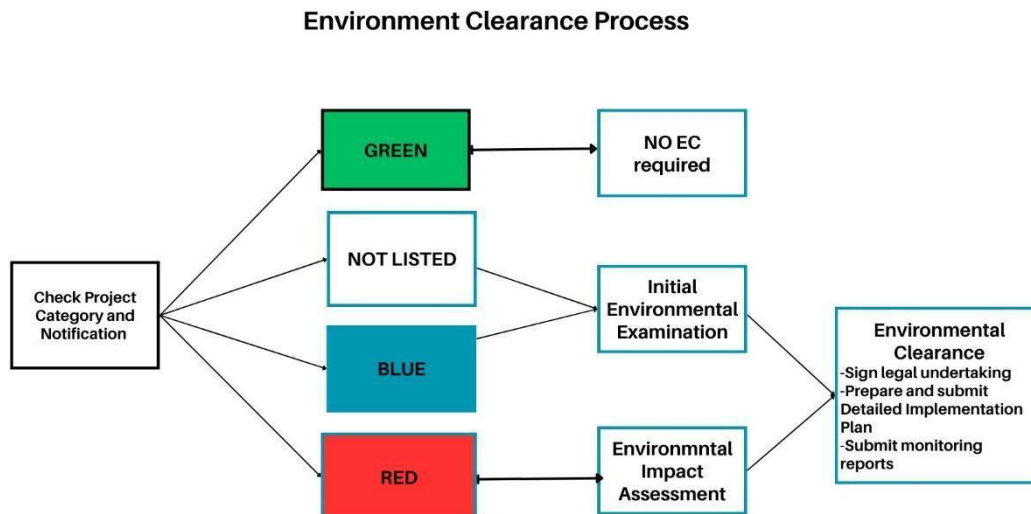 Environment Clearance Process
GREEN
NO EC
required
NOT LISTED
Check Project
Category and
Notification
Initial
Environmental
Examination
BLUE
Environmental
Clearance
-Sign legal undertaking
-Prepare and submit
Detailed Implementation
Plan
-Submit monitoring
reports
RED
Environmntal
Impact
Assessment